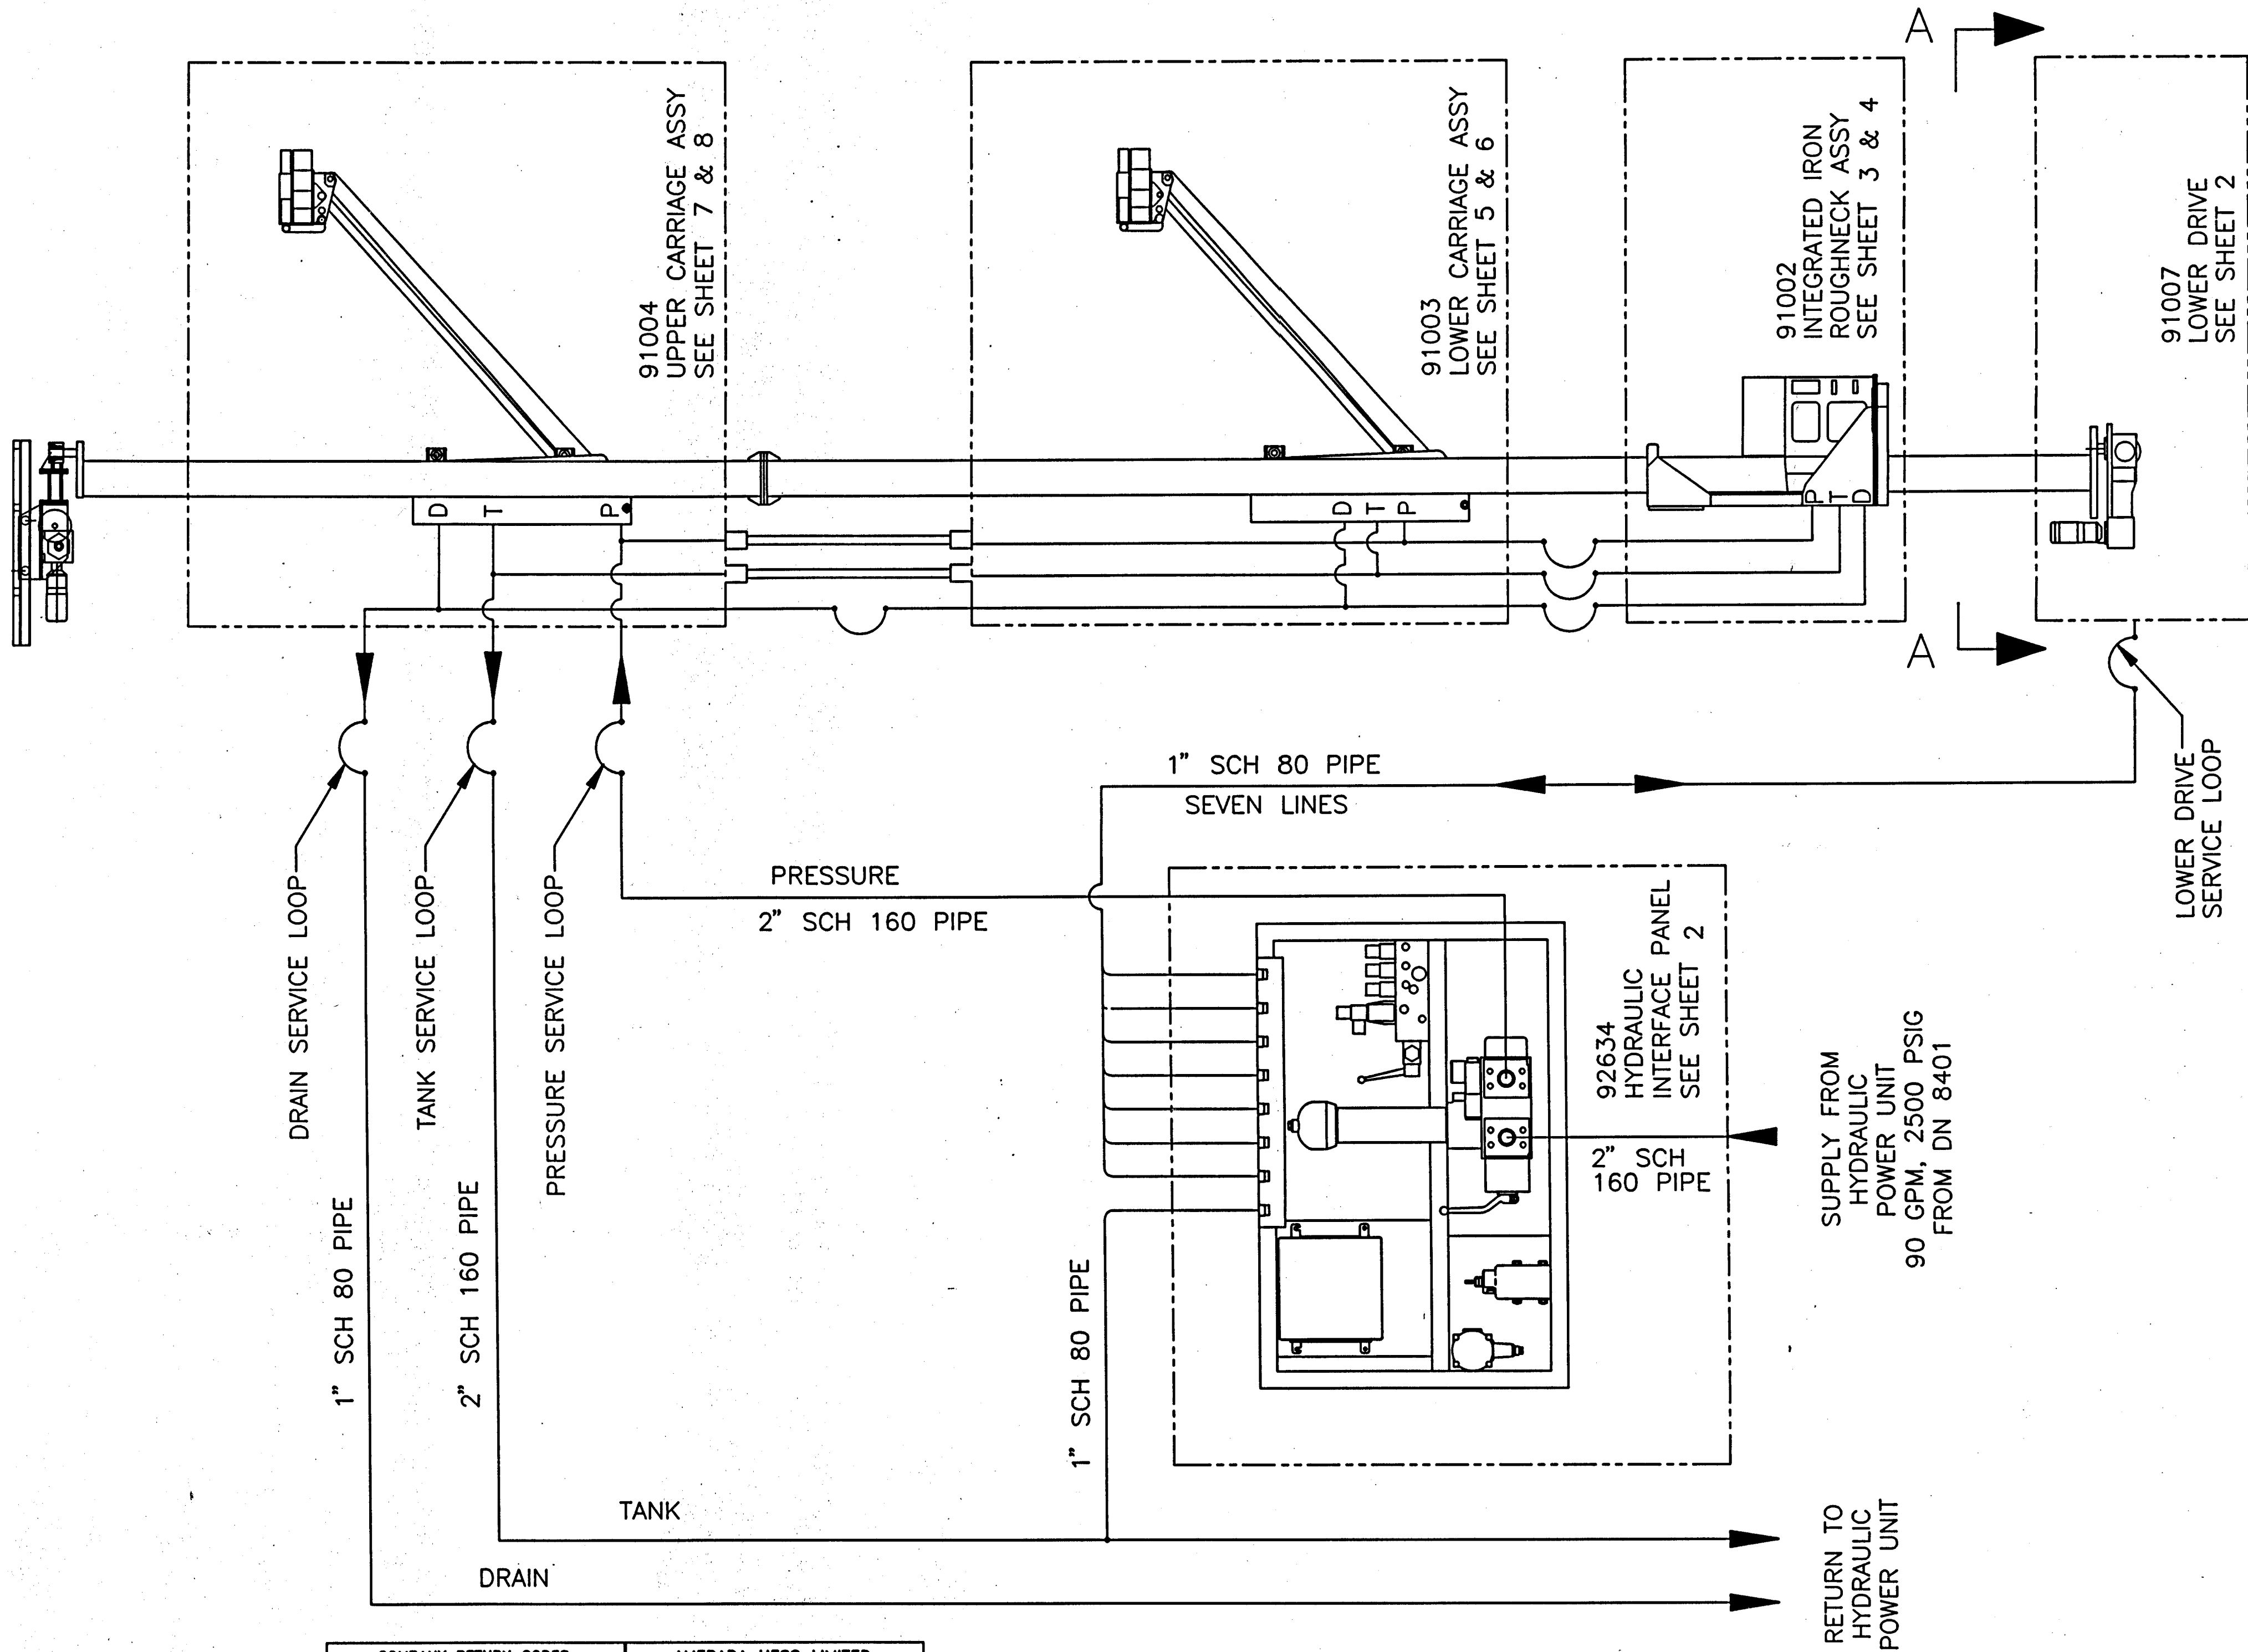 A
91004
UPPER CARRIAGE ASSY
SEE SHEET 7 & 8
91003
LOWER CARRIAGE ASSY
SEE SHEET 5 & 6
91002
INTEGRATED IRON
ROUGHNECK ASSY
SEE SHEET 3 & 4
91007
LOWER DRIVE
SEE SHEET 2
D
T
P
D
T
P
P
T
D
A
DRAIN SERVICE LOOP
TANK SERVICE LOOP
PRESSURE SERVICE LOOP
1" SCH 80 PIPE
SEVEN LINES
LOWER DRIVE
SERVICE LOOP
PRESSURE
2" SCH 160 PIPE
92634
HYDRAULIC
INTERFACE PANEL
SEE SHEET 2
2" SCH
160 PIPE
SUPPLY FROM
HYDRAULIC
POWER UNIT
90 GPM, 2500 PSIG
FROM DN 8401
1" SCH 80 PIPE
2" SCH 160 PIPE
1" SCH 80 PIPE
TANK
DRAIN
RETURN TO
HYDRAULIC
POWER UNIT